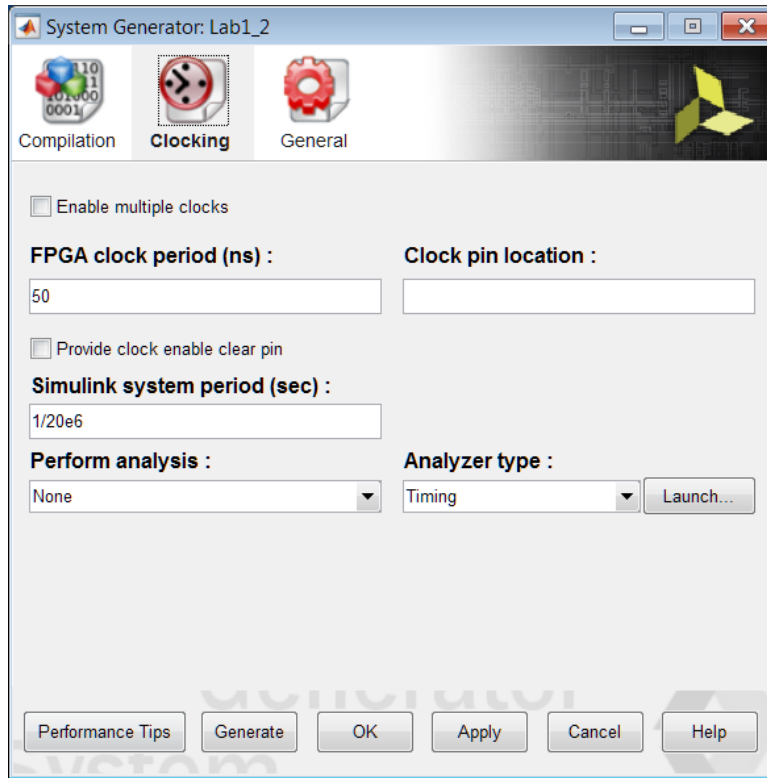 System Generator: Lab1_2
Compilation
Clocking
General
Enable multiple clocks
FPGA clock period (ns) :
Clock pin location :
50
Provide clock enable clear pin
Simulink system period (sec) :
1/20e6
Perform analysis :
Analyzer type :
None
Timing
Launch...
Generator
System
Performance Tips
Generate
OK
Apply
Cancel
Help